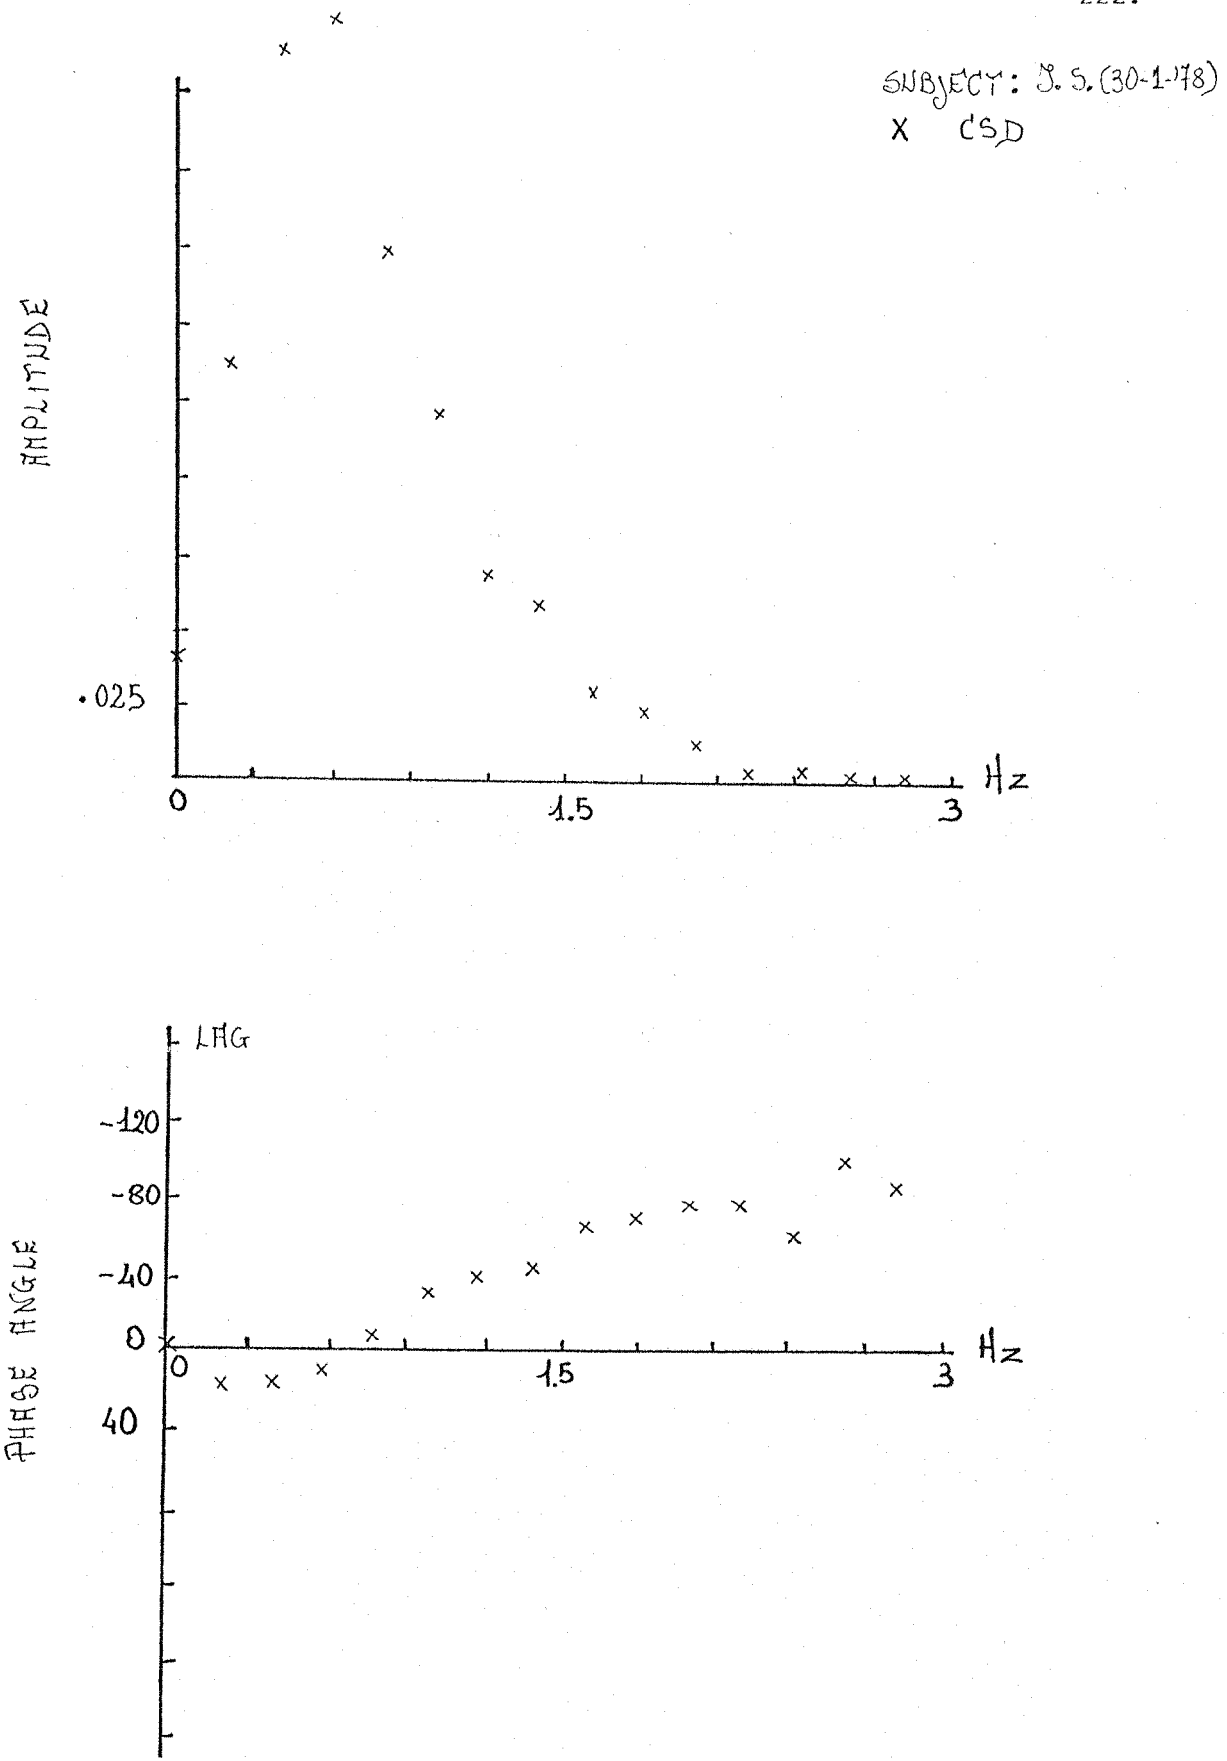 222.
SUBJECT: J. S. (30-1-'78)
X CSD
AMPLITUDE
.025
0 1.5 3 Hz
LAG
-120
-80
-40
0
PHASE ANGLE
0 1.5 3 Hz
40